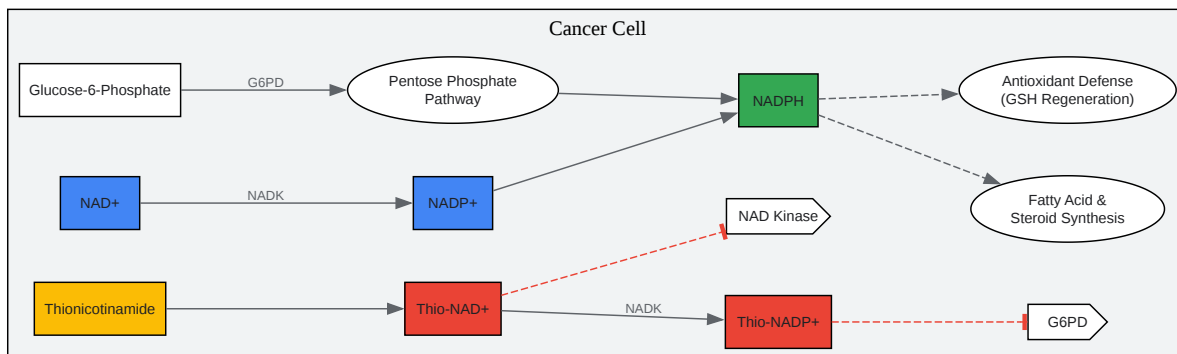 Cancer Cell
Glucose-6-Phosphate
G6PD
Pentose Phosphate
Pathway
NADPH
Antioxidant Defense
(GSH Regeneration)
NAD+
NADK
NADP+
NAD Kinase
Fatty Acid &
Steroid Synthesis
Thionicotinamide
Thio-NAD+
NADK
Thio-NADP+
G6PD